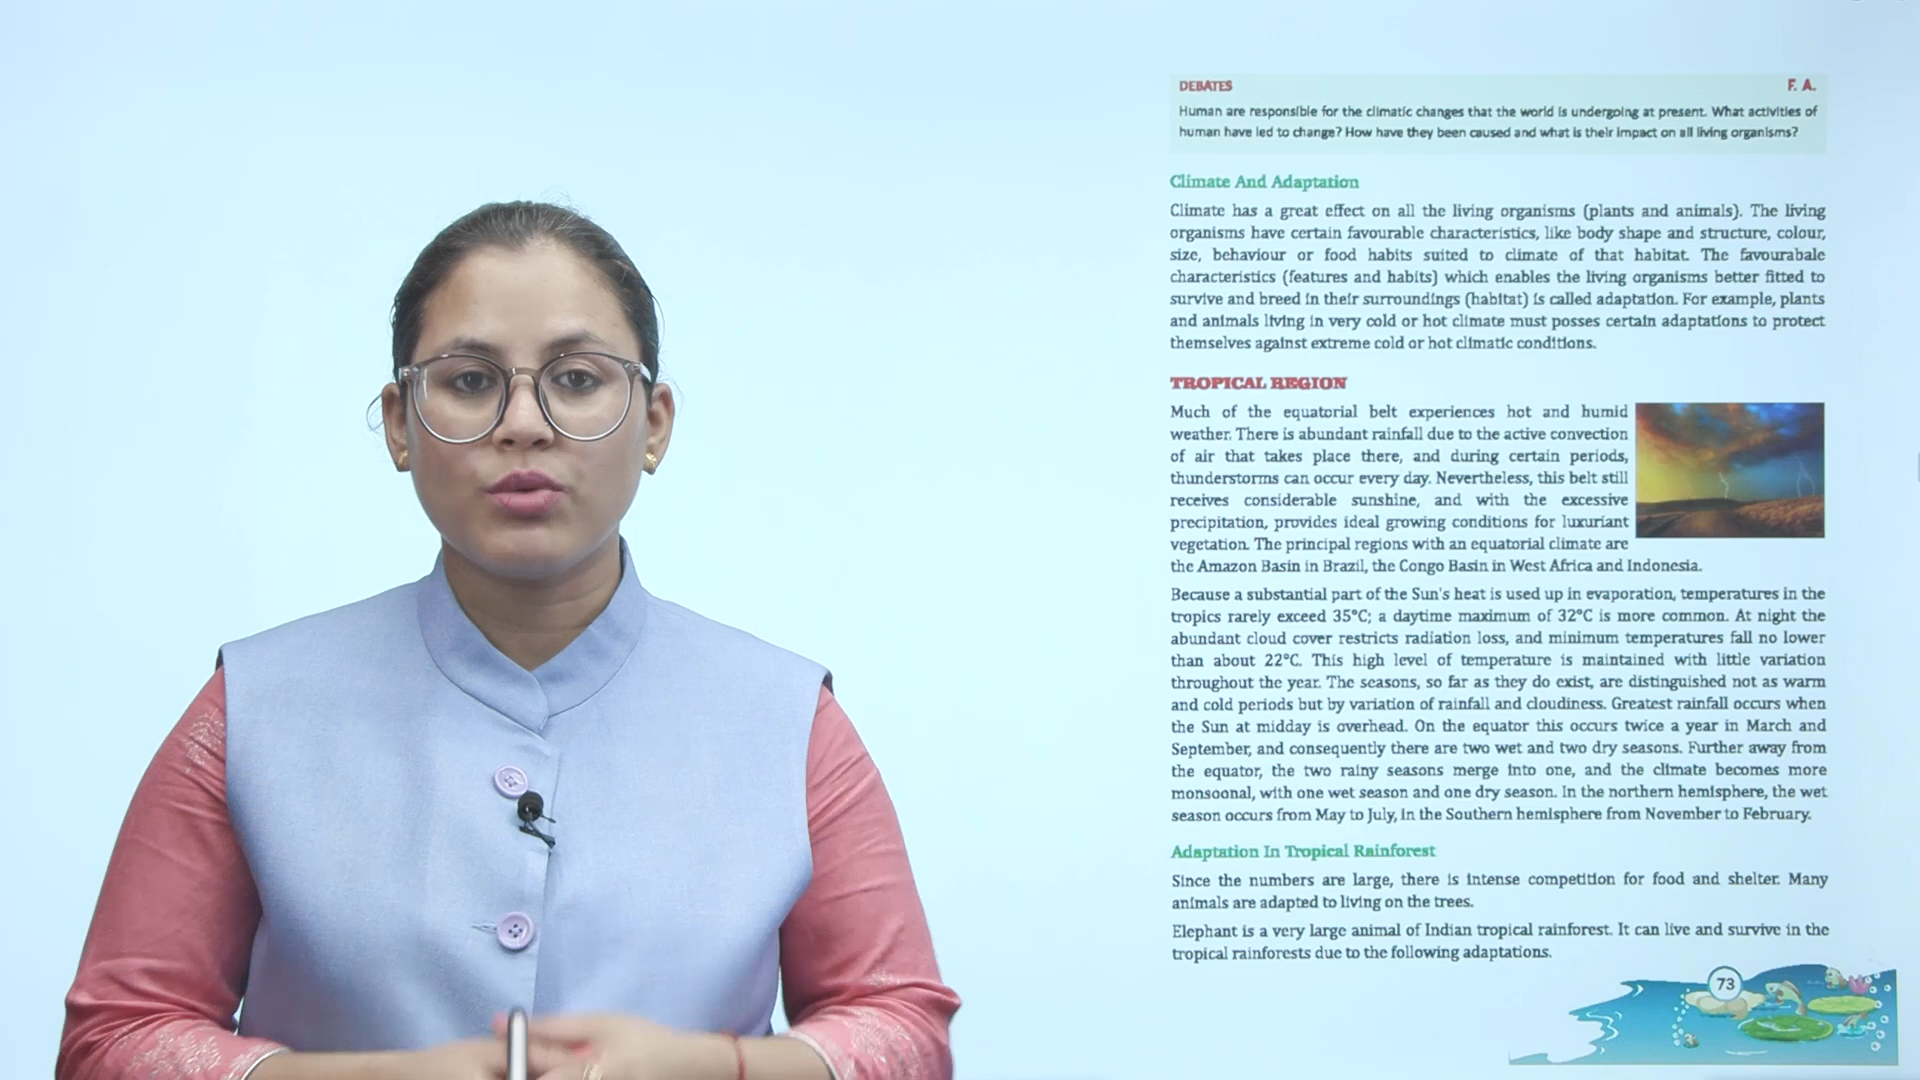 DEBATES F. A.
Human are responsible for the climatic changes that the world is undergoing at present. What activities of
human have led to change? How have they been caused and what is their impact on all living organisms?
Climate And Adaptation
Climate has a great effect on all the living organisms (plants and animals). The living
organisms have certain favourable characteristics, like body shape and structure, colour,
size, behaviour or food habits suited to climate of that habitat. The favourabale
characteristics (features and habits) which enables the living organisms better fitted to
survive and breed in their surroundings (habitat) is called adaptation. For example, plants
and animals living in very cold or hot climate must posses certain adaptations to protect
themselves against extreme cold or hot climatic conditions.
TROPICAL REGION
Much of the equatorial belt experiences hot and humid
weather. There is abundant rainfall due to the active convection
of air that takes place there, and during certain periods,
thunderstorms can occur every day. Nevertheless, this belt still
receives considerable sunshine, and with the excessive
precipitation, provides ideal growing conditions for luxuriant
vegetation. The principal regions with an equatorial climate are
the Amazon Basin in Brazil, the Congo Basin in West Africa and Indonesia.
Because a substantial part of the Sun's heat is used up in evaporation, temperatures in the
tropics rarely exceed 35°C; a daytime maximum of 32°C is more common. At night the
abundant cloud cover restricts radiation loss, and minimum temperatures fall no lower
than about 22°C. This high level of temperature is maintained with little variation
throughout the year. The seasons, so far as they do exist, are distinguished not as warm
and cold periods but by variation of rainfall and cloudiness. Greatest rainfall occurs when
the Sun at midday is overhead. On the equator this occurs twice a year in March and
September, and consequently there are two wet and two dry seasons. Further away from
the equator, the two rainy seasons merge into one, and the climate becomes more
monsoonal, with one wet season and one dry season. In the northern hemisphere, the wet
season occurs from May to July, in the Southern hemisphere from November to February.
Adaptation In Tropical Rainforest
Since the numbers are large, there is intense competition for food and shelter. Many
animals are adapted to living on the trees.
Elephant is a very large animal of Indian tropical rainforest. It can live and survive in the
tropical rainforests due to the following adaptations.
73